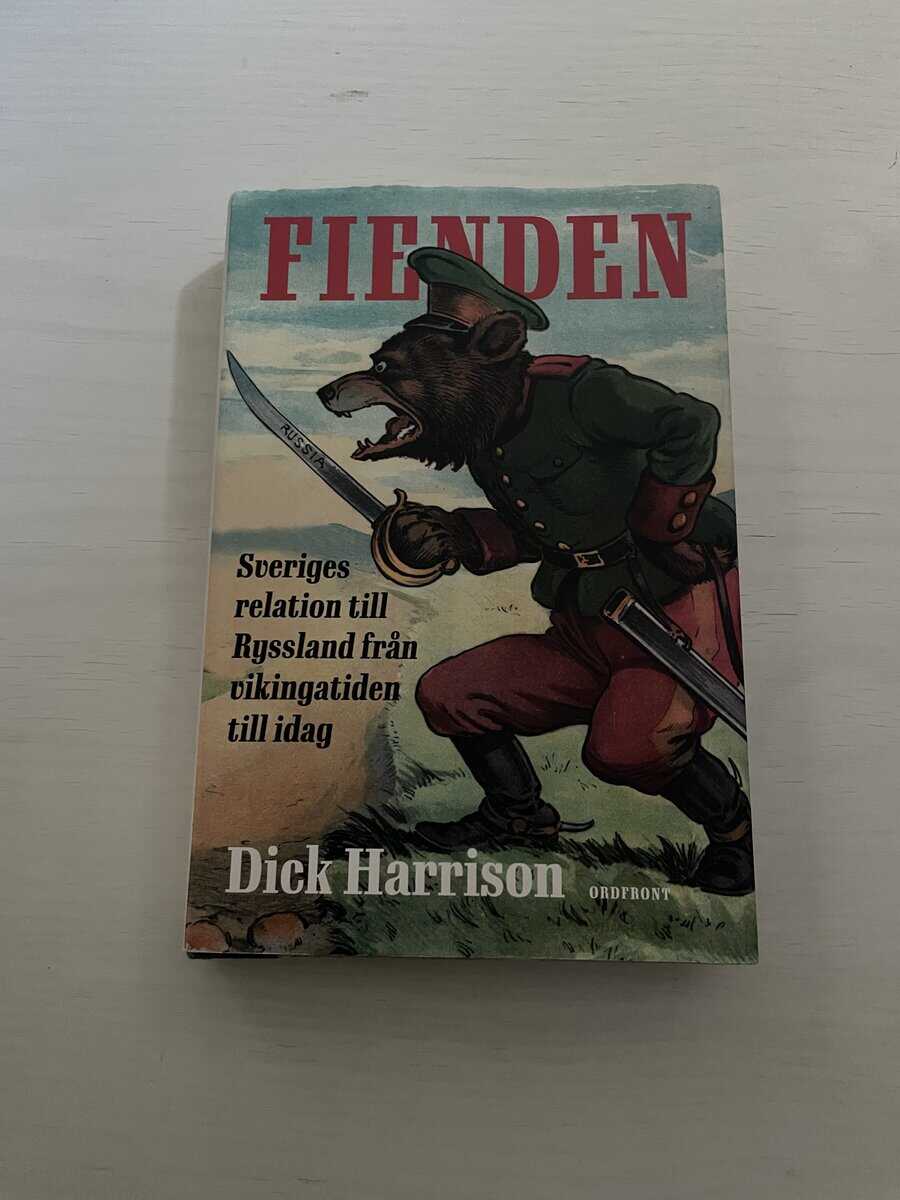 FIENDEN
RUSSIA
Sveriges
relation till
Ryssland från
vikingatiden
till idag
Dick Harrison
ORDFRONT